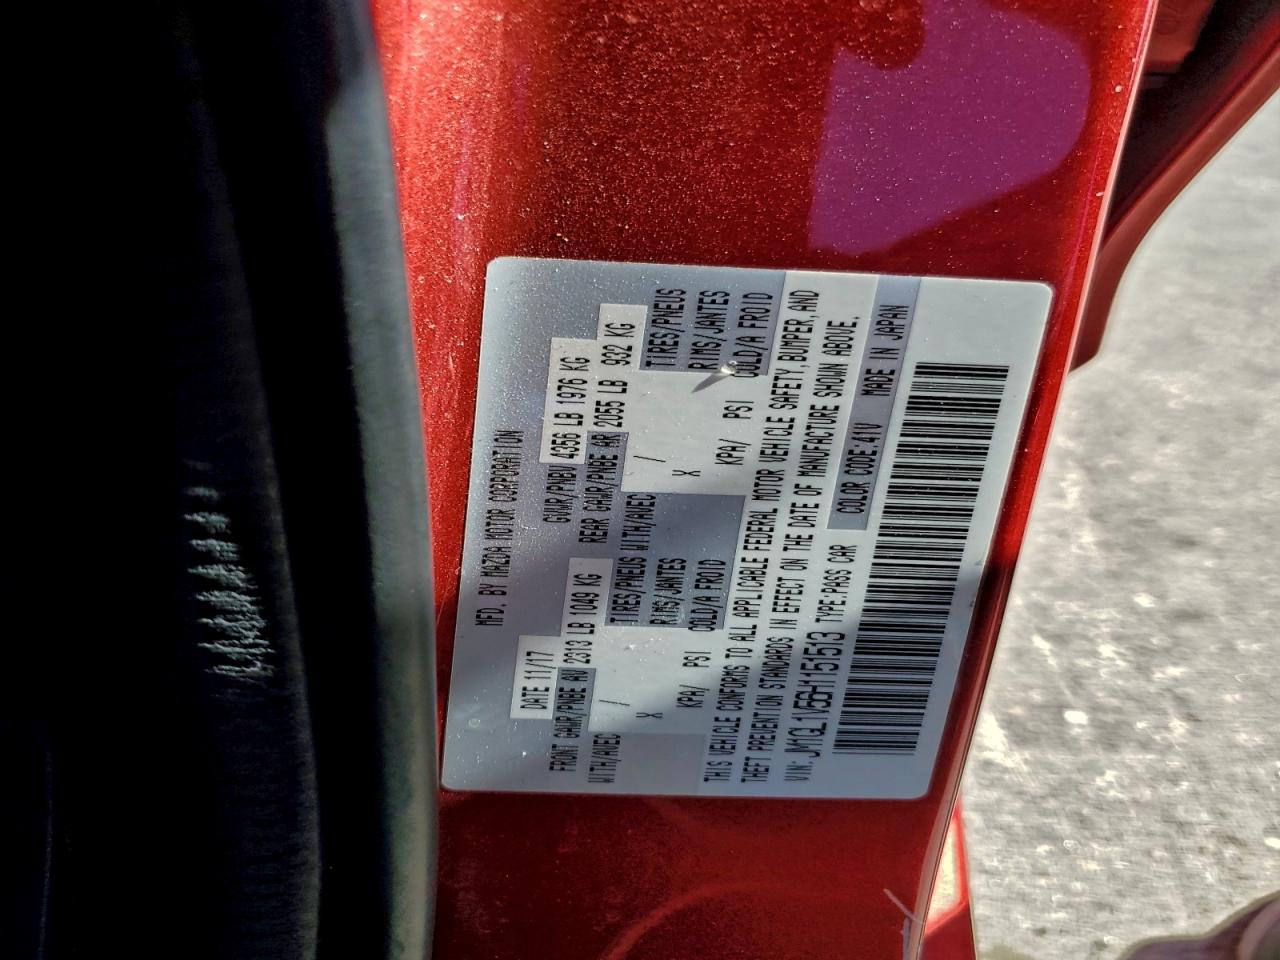 MFD. BY MAZDA MOTOR CORPORATION
DATE 11/17 GVWR/PNBV 4356 LB 1976 KG
FRONT GAWR/PNBE AV 2313 LB 1049 KG REAR GAWR/PNBE AR 2055 LB 932 KG
WITH/AVEC / TIRES/PNEUS WITH/AVEC / TIRES/PNEUS
X RIMS/JANTES X RIMS/JANTES
KPA/ PSI COLD/A FROID KPA/ PSI COLD/A FROID
THIS VEHICLE CONFORMS TO ALL APPLICABLE FEDERAL MOTOR VEHICLE SAFETY, BUMPER, AND
THEFT PREVENTION STANDARDS IN EFFECT ON THE DATE OF MANUFACTURE SHOWN ABOVE.
VIN: JM1GL1V56H1151513 TYPE:PASS CAR COLOR CODE:41V MADE IN JAPAN